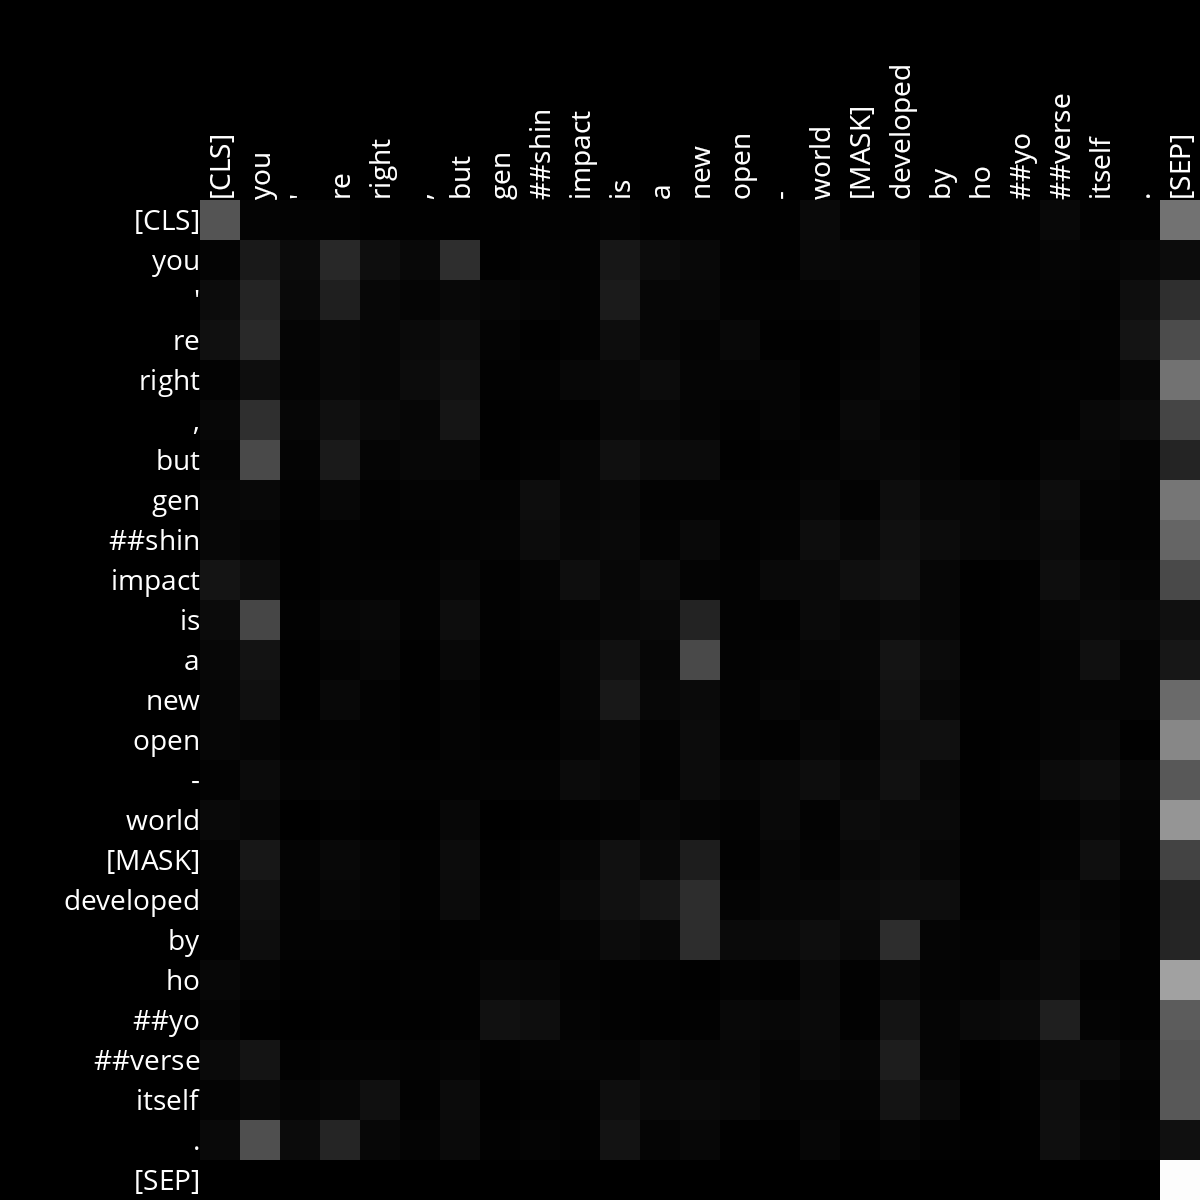 [CLS] you ' re right , but gen ##shin impact is a new open - world [MASK] developed by ho ##yo ##verse itself . [SEP]
[CLS]
you
'
re
right
,
but
gen
##shin
impact
is
a
new
open
-
world
[MASK]
developed
by
ho
##yo
##verse
itself
.
[SEP]